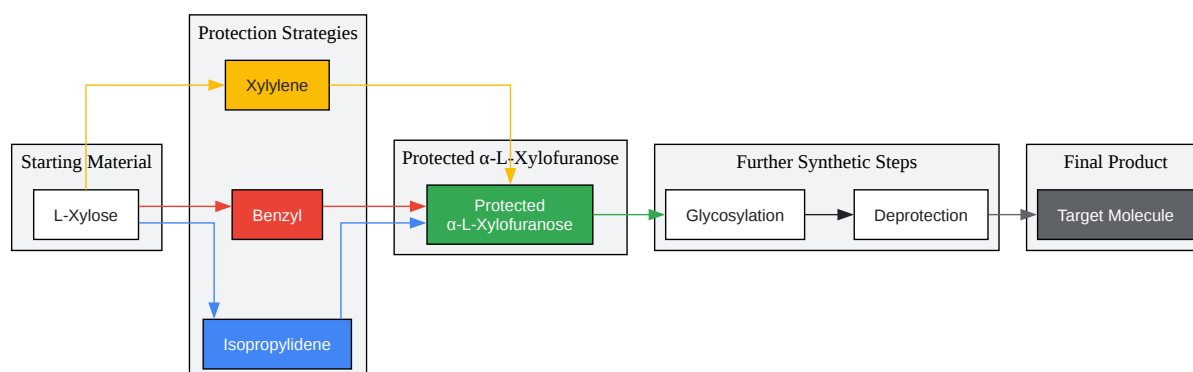 Protection Strategies
Xylylene
Starting Material
L-Xylose
Benzyl
Isopropylidene
Protected α-L-Xylofuranose
Protected
α-L-Xylofuranose
Further Synthetic Steps
Glycosylation
Deprotection
Final Product
Target Molecule